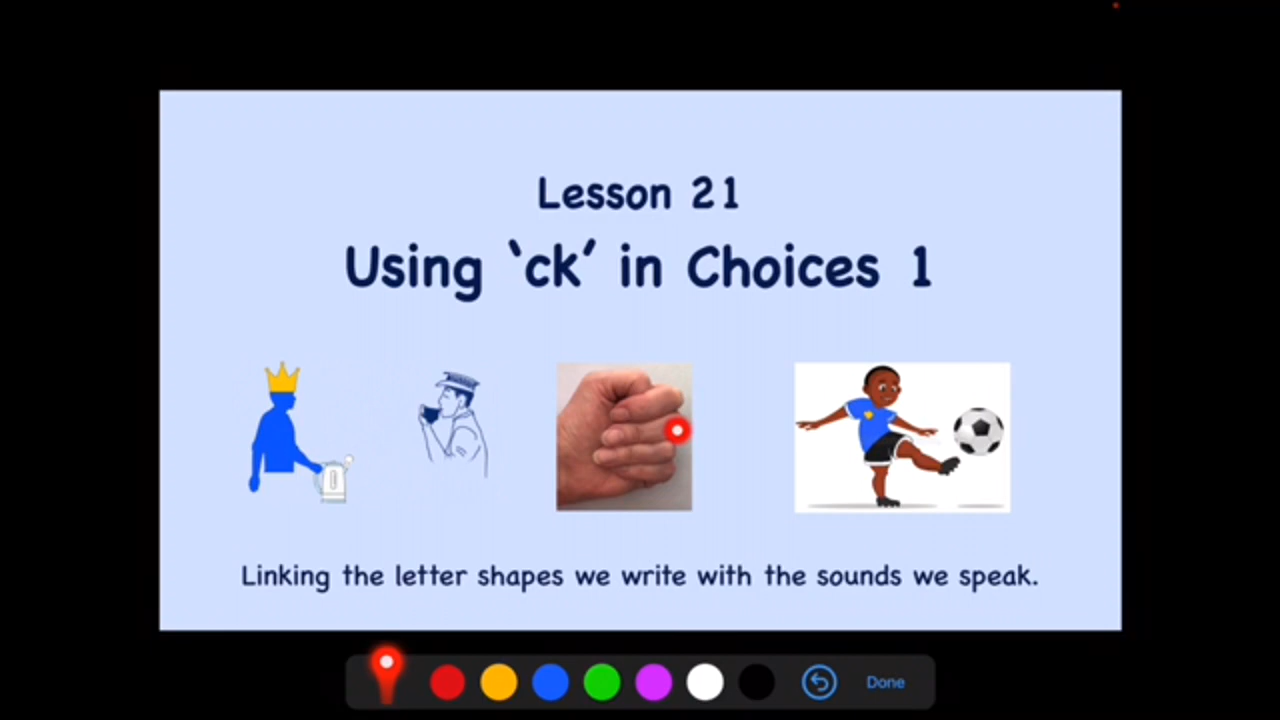 Lesson 21
Using ‘ck’ in Choices 1
Linking the letter shapes we write with the sounds we speak.
Done